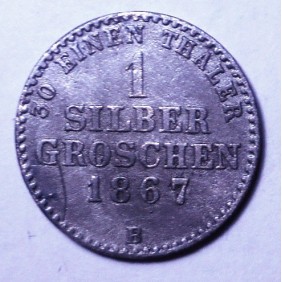 30 EINEN THALER
1
SILBER
GROSCHEN
1867
B